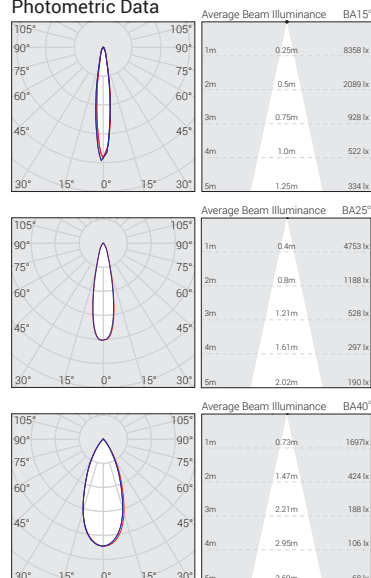 Photometric Data
105° 105°
90° 90°
75° 75°
60° 60°
45° 45°
30° 15° 0° 15° 30°
Average Beam Illuminance BA15°
1m 0.25m 8358 lx
2m 0.5m 2089 lx
3m 0.75m 928 lx
4m 1.0m 522 lx
5m 1.25m 334 lx
105° 105°
90° 90°
75° 75°
60° 60°
45° 45°
30° 15° 0° 15° 30°
Average Beam Illuminance BA25°
1m 0.4m 4753 lx
2m 0.8m 1188 lx
3m 1.21m 528 lx
4m 1.61m 297 lx
5m 2.02m 190 lx
105° 105°
90° 90°
75° 75°
60° 60°
45° 45°
30° 15° 0° 15° 30°
Average Beam Illuminance BA40°
1m 0.73m 1697lx
2m 1.47m 424 lx
3m 2.21m 188 lx
4m 2.95m 106 lx
5m